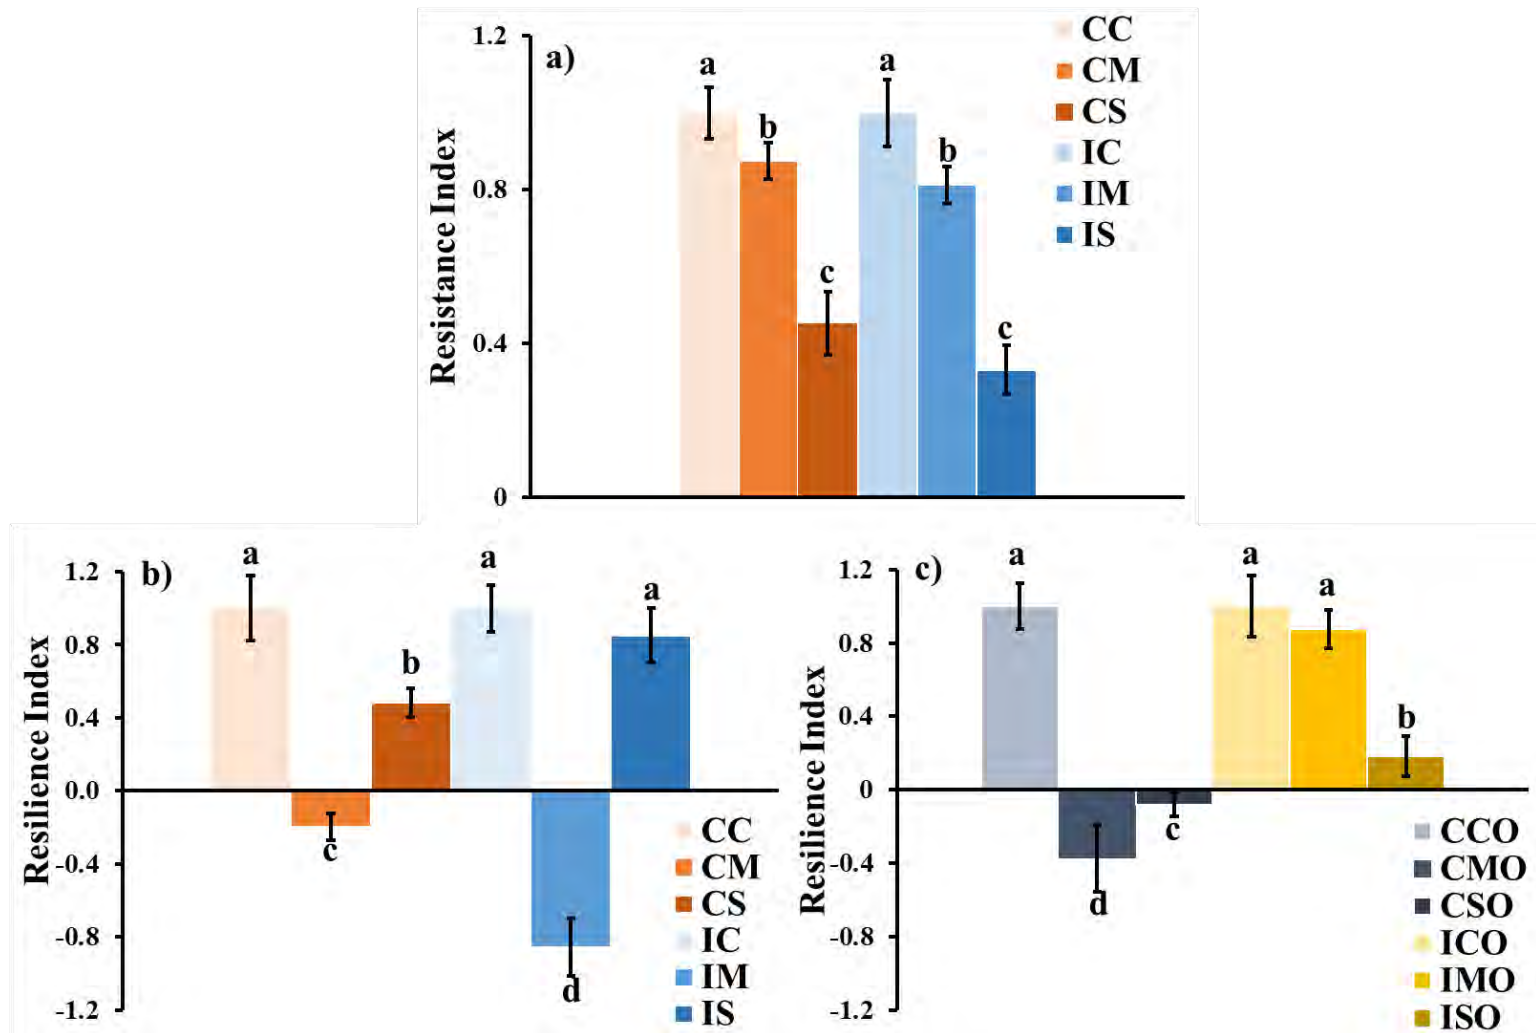 1.2
a)
0.8
0.4
0
Resistance Index
a
b
c
a
b
c
CC
CM
CS
IC
IM
IS
b)
1.2
0.8
0.4
0.0
-0.4
-0.8
-1.2
Resilience Index
a
c
b
a
d
a
CC
CM
CS
IC
IM
IS
c)
1.2
0.8
0.4
0
-0.4
-0.8
-1.2
Resilience Index
a
d
c
a
a
b
CCO
CMO
CSO
ICO
IMO
ISO